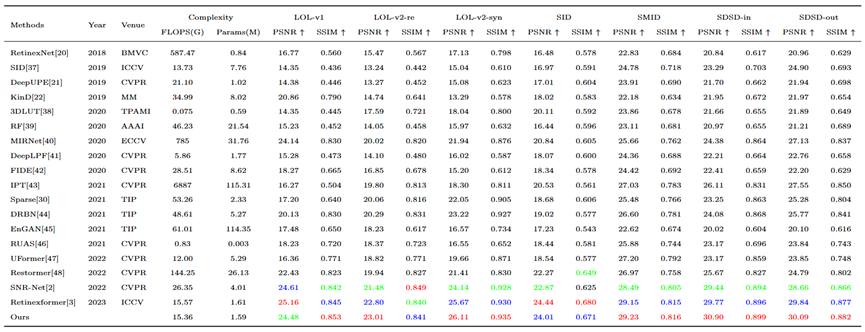 Methods Year Venue Complexity LOL-v1 LOL-v2-re LOL-v2-syn SID SMID SDSD-in SDSD-out
FLOPS(G) Params(M) PSNR ↑ SSIM ↑ PSNR ↑ SSIM ↑ PSNR ↑ SSIM ↑ PSNR ↑ SSIM ↑ PSNR ↑ SSIM ↑ PSNR ↑ SSIM ↑ PSNR ↑ SSIM ↑
RetinexNet[20] 2018 BMVC 587.47 0.84 16.77 0.560 15.47 0.567 17.13 0.798 16.48 0.578 22.83 0.684 20.84 0.617 20.96 0.629
SID[37] 2019 ICCV 13.73 7.76 14.35 0.436 13.24 0.442 15.04 0.610 16.97 0.591 24.78 0.718 23.29 0.703 24.90 0.693
DeepUPE[21] 2019 CVPR 21.10 1.02 14.38 0.446 13.27 0.452 15.08 0.623 17.01 0.604 23.91 0.690 21.70 0.662 21.94 0.698
KinD[22] 2019 MM 34.99 8.02 20.86 0.790 14.74 0.641 13.29 0.578 18.02 0.583 22.18 0.634 21.95 0.672 21.97 0.654
3DLUT[38] 2020 TPAMI 0.075 0.59 14.35 0.445 17.59 0.721 18.04 0.800 20.11 0.592 23.86 0.678 21.66 0.655 21.89 0.649
RF[39] 2020 AAAI 46.23 21.54 15.23 0.452 14.05 0.458 15.97 0.632 16.44 0.596 23.11 0.681 20.97 0.655 21.21 0.689
MIRNet[40] 2020 ECCV 785 31.76 24.14 0.830 20.02 0.820 21.94 0.876 20.84 0.605 25.66 0.762 24.38 0.864 27.13 0.837
DeepLPF[41] 2020 CVPR 5.86 1.77 15.28 0.473 14.10 0.480 16.02 0.587 18.07 0.600 24.36 0.688 22.21 0.664 22.76 0.658
FIDE[42] 2020 CVPR 28.51 8.62 18.27 0.665 16.85 0.678 15.20 0.612 18.34 0.578 24.42 0.692 22.41 0.659 22.20 0.629
IPT[43] 2021 CVPR 6887 115.31 16.27 0.504 19.80 0.813 18.30 0.811 20.53 0.561 27.03 0.783 26.11 0.831 27.55 0.850
Sparse[30] 2021 TIP 53.26 2.33 17.20 0.640 20.06 0.816 22.05 0.905 18.68 0.606 25.48 0.766 23.25 0.863 25.28 0.804
DRBN[44] 2021 TIP 48.61 5.27 20.13 0.830 20.29 0.831 23.22 0.927 19.02 0.577 26.60 0.781 24.08 0.868 25.77 0.841
EnGAN[45] 2021 TIP 61.01 114.35 17.48 0.650 18.23 0.617 16.57 0.734 17.23 0.543 22.62 0.674 20.02 0.604 20.10 0.616
RUAS[46] 2021 CVPR 0.83 0.003 18.23 0.720 18.37 0.723 16.55 0.652 18.44 0.581 25.88 0.744 23.17 0.696 23.84 0.743
UFormer[47] 2022 CVPR 12.00 5.29 16.36 0.771 18.82 0.771 19.66 0.871 18.54 0.577 27.20 0.792 23.17 0.859 23.85 0.748
Restormer[48] 2022 CVPR 144.25 26.13 22.43 0.823 19.94 0.827 21.41 0.830 22.27 0.649 26.97 0.758 25.67 0.827 24.79 0.802
SNR-Net[2] 2022 CVPR 26.35 4.01 24.61 0.842 21.48 0.849 24.14 0.928 22.87 0.625 28.49 0.805 29.44 0.894 28.66 0.866
Retinexformer[3] 2023 ICCV 15.57 1.61 25.16 0.845 22.80 0.840 25.67 0.930 24.44 0.680 29.15 0.815 29.77 0.896 29.84 0.877
Ours 15.36 1.59 24.48 0.853 23.01 0.841 26.11 0.935 24.01 0.671 29.23 0.816 30.90 0.899 30.09 0.882